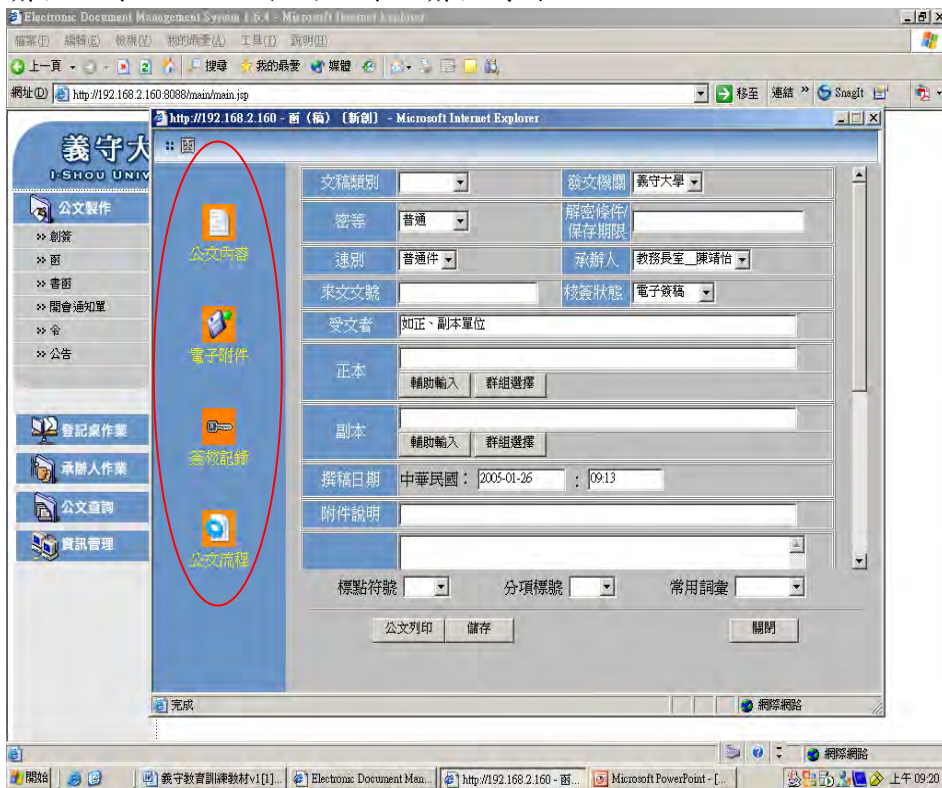 Electronic Document Management System 1.6.4 - Microsoft Internet Explorer
檔案(F) 編輯(E) 檢視(V) 我的最愛(A) 工具(T) 說明(H)
上一頁 搜尋 我的最愛 媒體
網址(D) http://192.168.2.160:8088/main/main.jsp 移至 連結 » SnagIt
http://192.168.2.160 - 函（稿）〔新創〕 - Microsoft Internet Explorer
:: 函
義守大
I-SHOU UNIV
公文製作
>> 創簽
>> 函
>> 書函
>> 開會通知單
>> 令
>> 公告
登記桌作業
承辦人作業
公文查詢
資訊管理
公文內容
電子附件
簽核記錄
公文流程
文稿類別 發文機關 義守大學
密等 普通 解密條件/
保存期限
速別 普通件 承辦人 教務長室__陳靖怡
來文文號 核簽狀態 電子簽稿
受文者 如正、副本單位
正本
輔助輸入 群組選擇
副本
輔助輸入 群組選擇
撰稿日期 中華民國： 2005-01-26 : 09:13
附件說明
標點符號 分項標號 常用詞彙
公文列印 儲存 關閉
完成 網際網路
網際網路
開始 義守教育訓練教材v1[1]... Electronic Document Man... http://192.168.2.160 - 函... Microsoft PowerPoint - [... 上午 09:20